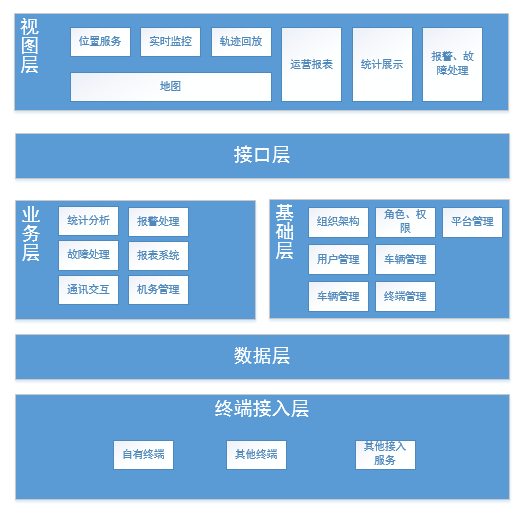 视图层
位置服务
实时监控
轨迹回放
地图
运营报表
统计展示
报警、故
障处理
接口层
业务层
统计分析
报警处理
故障处理
报表系统
通讯交互
机务管理
基础层
组织架构
角色、权
限
平台管理
用户管理
车辆管理
车辆管理
终端管理
数据层
终端接入层
自有终端
其他终端
其他接入
服务